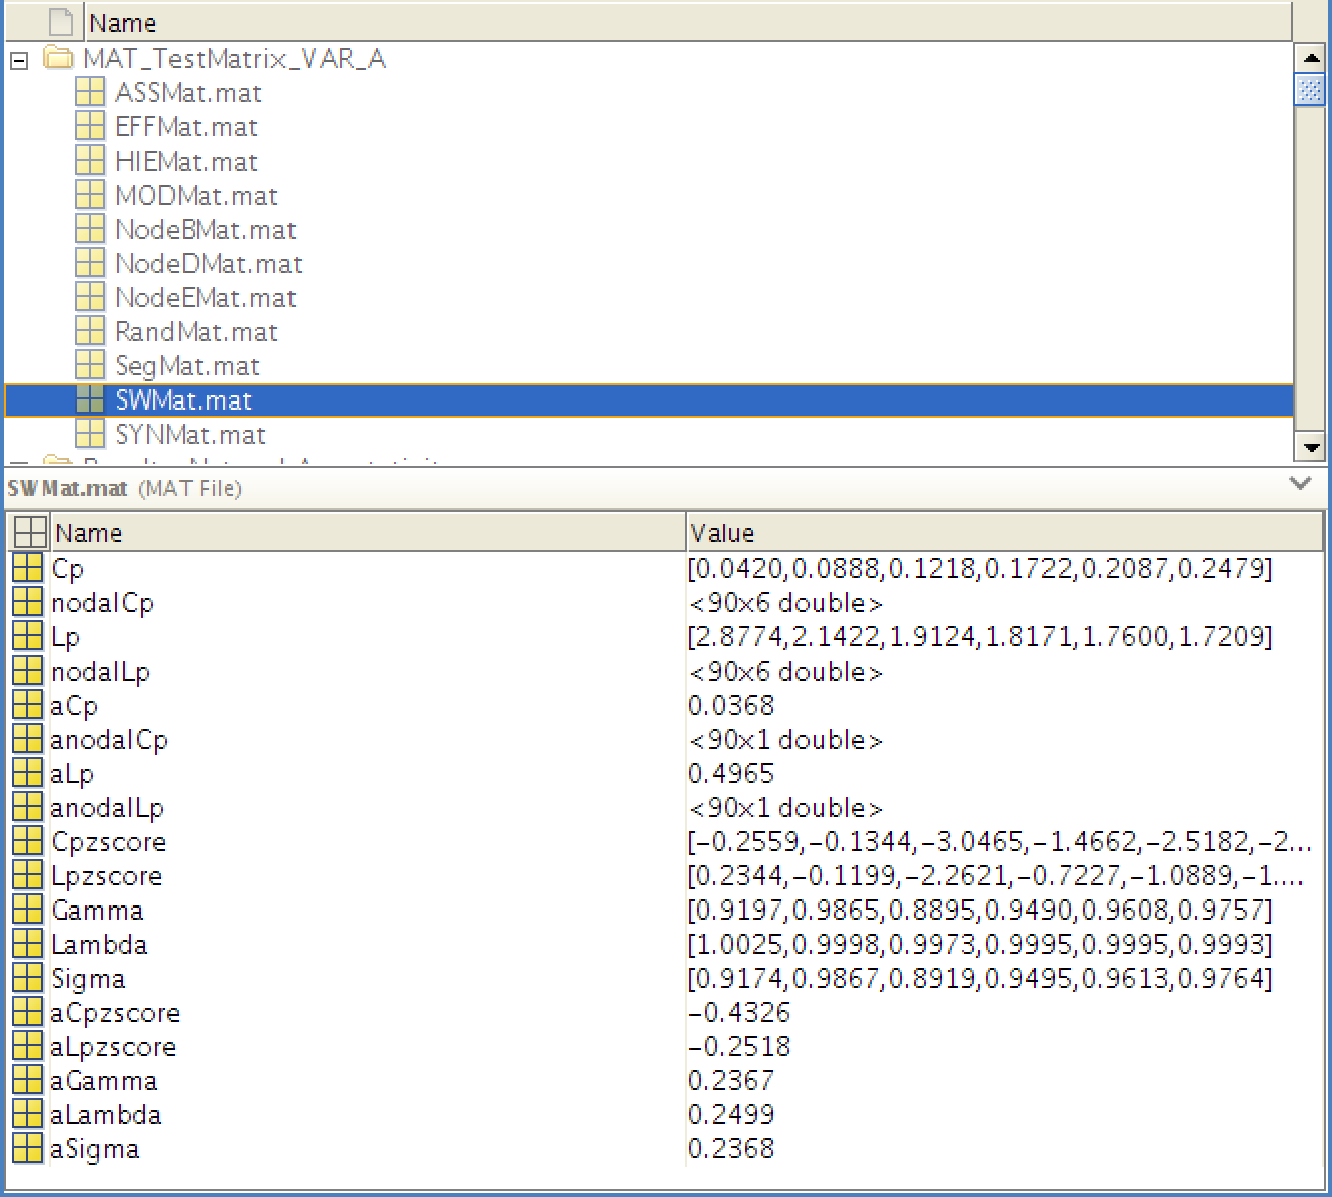 Name
MAT_TestMatrix_VAR_A
ASSMat.mat
EFFMat.mat
HIEMat.mat
MODMat.mat
NodeBMat.mat
NodeDMat.mat
NodeEMat.mat
RandMat.mat
SegMat.mat
SWMat.mat
SYNMat.mat
SWMat.mat (MAT File)
Name Value
Cp [0.0420,0.0888,0.1218,0.1722,0.2087,0.2479]
nodalCp <90x6 double>
Lp [2.8774,2.1422,1.9124,1.8171,1.7600,1.7209]
nodalLp <90x6 double>
aCp 0.0368
anodalCp <90x1 double>
aLp 0.4965
anodalLp <90x1 double>
Cpzscore [-0.2559,-0.1344,-3.0465,-1.4662,-2.5182,-2...
Lpzscore [0.2344,-0.1199,-2.2621,-0.7227,-1.0889,-1....
Gamma [0.9197,0.9865,0.8895,0.9490,0.9608,0.9757]
Lambda [1.0025,0.9998,0.9973,0.9995,0.9995,0.9993]
Sigma [0.9174,0.9867,0.8919,0.9495,0.9613,0.9764]
aCpzscore -0.4326
aLpzscore -0.2518
aGamma 0.2367
aLambda 0.2499
aSigma 0.2368